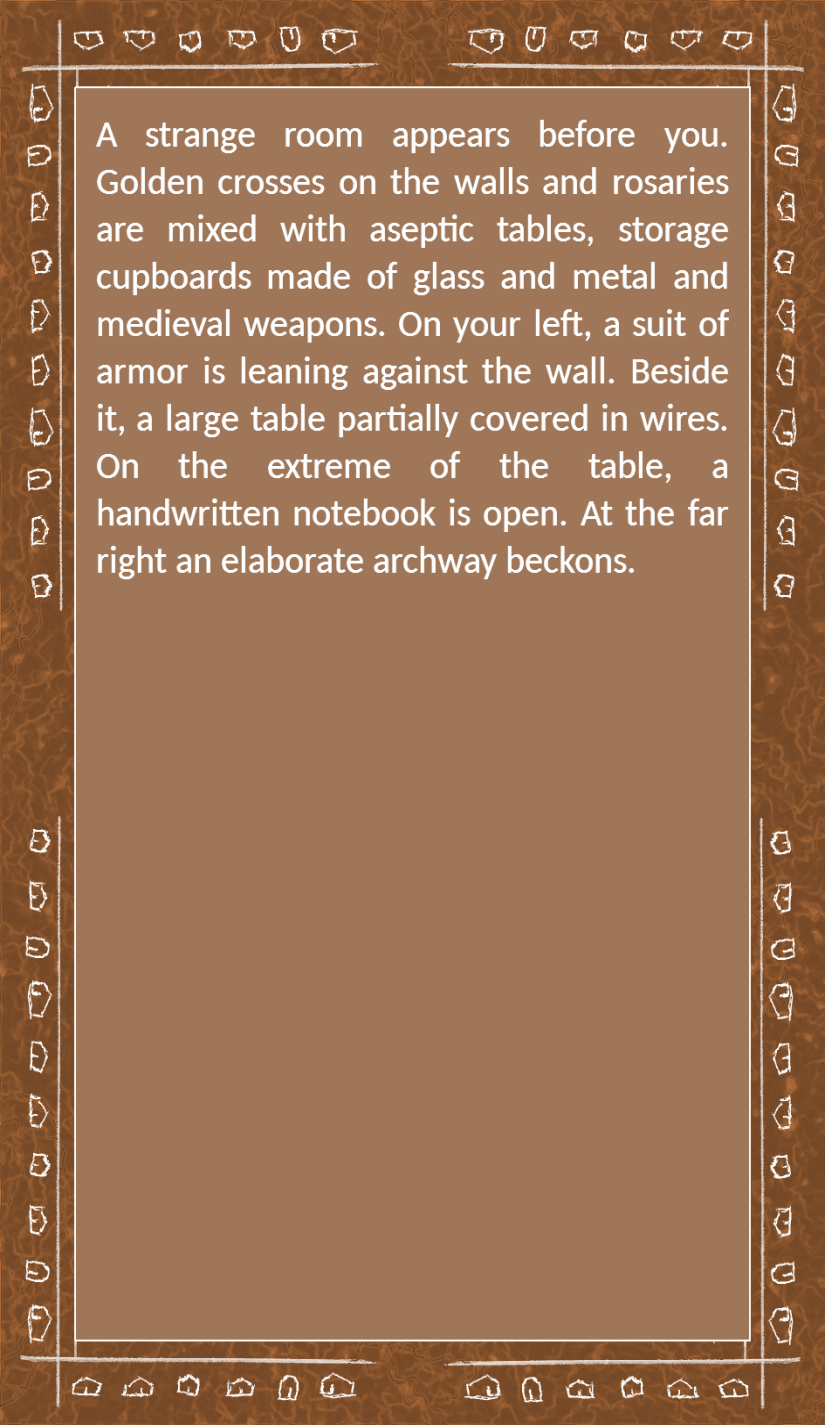 A strange room appears before you.
Golden crosses on the walls and rosaries
are mixed with aseptic tables, storage
cupboards made of glass and metal and
medieval weapons. On your left, a suit of
armor is leaning against the wall. Beside
it, a large table partially covered in wires.
On the extreme of the table, a
handwritten notebook is open. At the far
right an elaborate archway beckons.